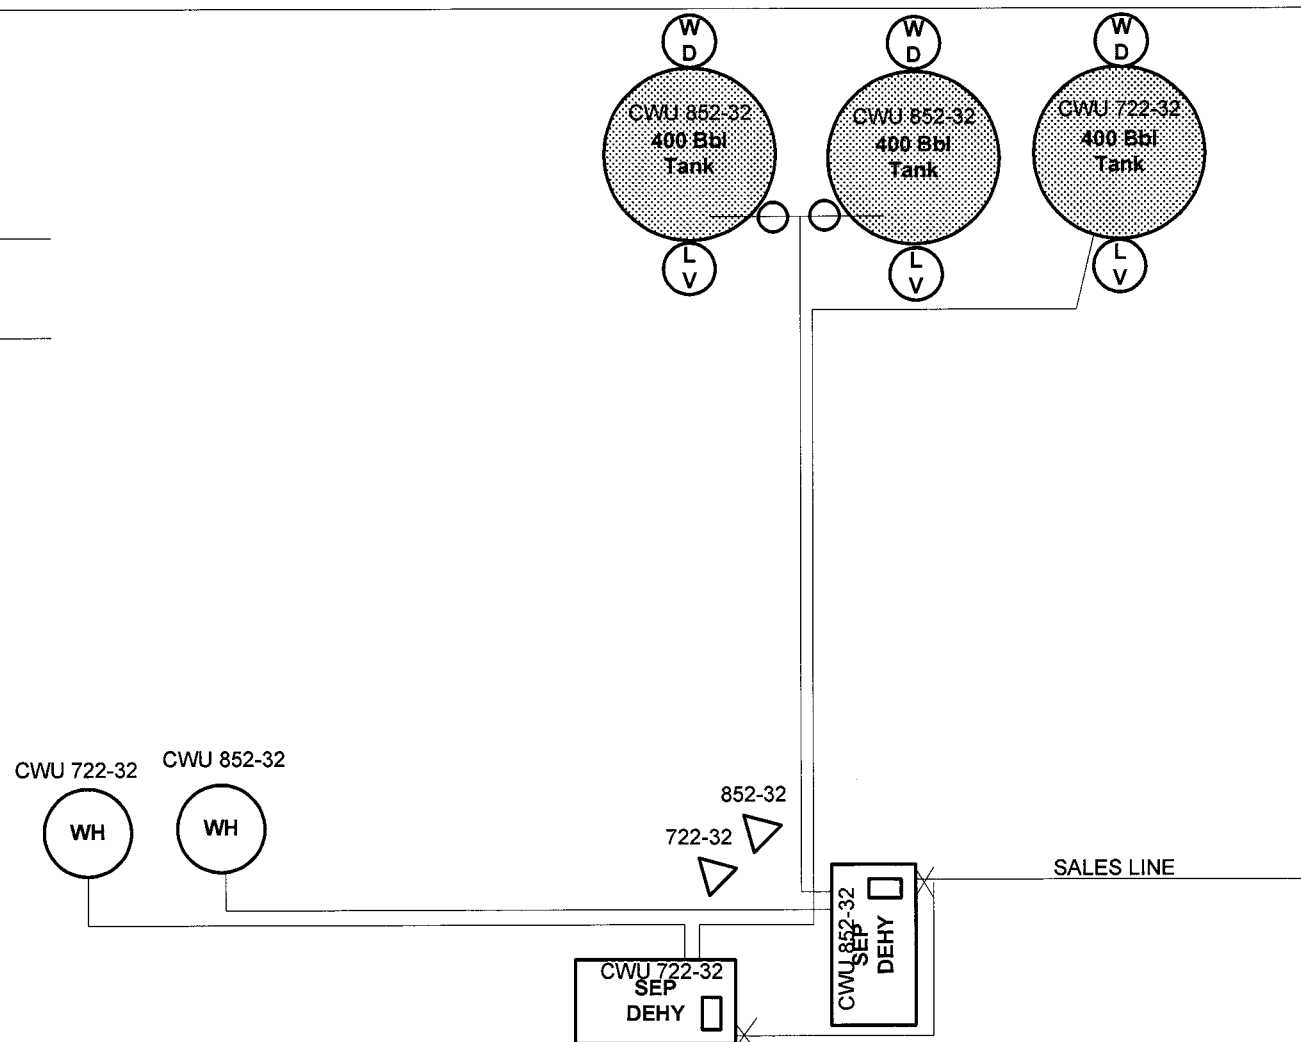 W
D
W
D
W
D
CWU 852-32
400 Bbl
Tank
CWU 852-32
400 Bbl
Tank
CWU 722-32
400 Bbl
Tank
L
V
L
V
L
V
CWU 722-32
CWU 852-32
WH
WH
852-32
722-32
SALES LINE
CWU 852-32
SEP
DEHY
CWU 722-32
SEP
DEHY